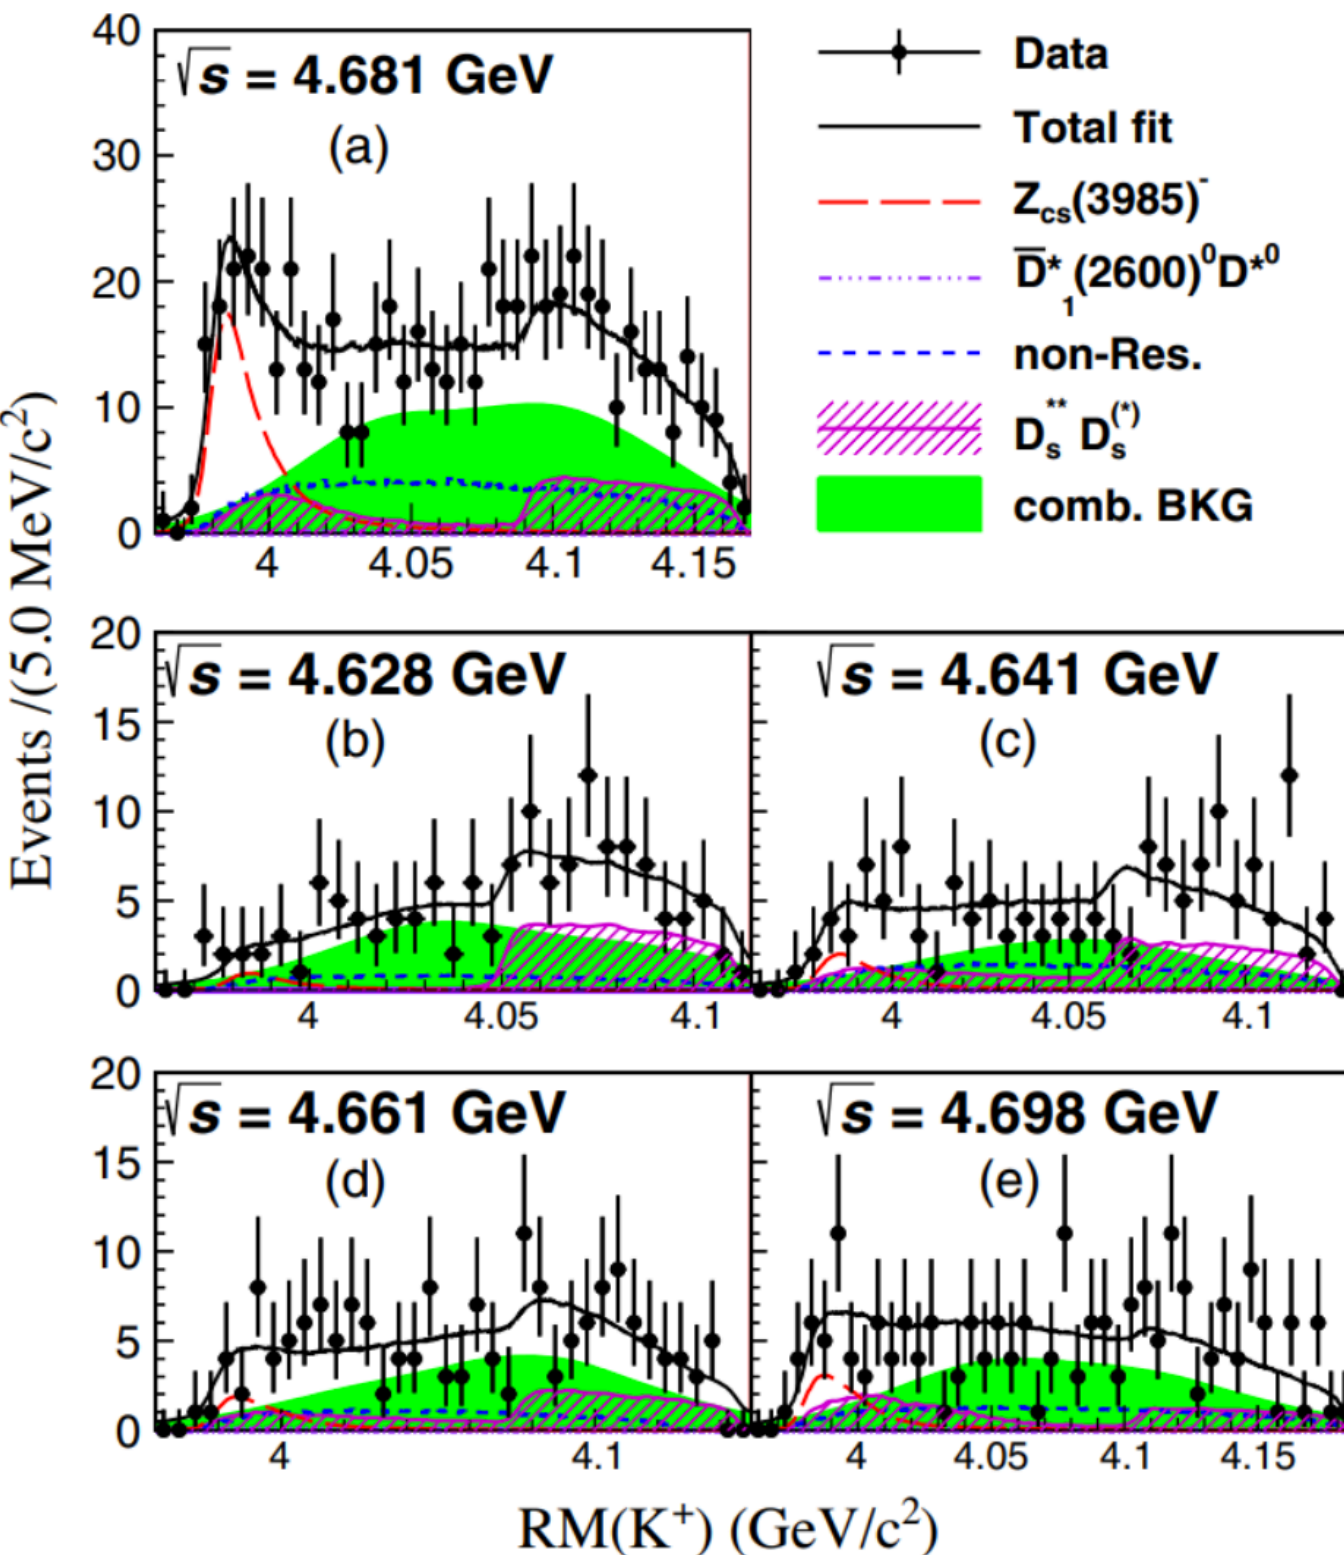 Events /(5.0 MeV/c²)
40
30
20
10
0
√s = 4.681 GeV
(a)
4 4.05 4.1 4.15
Data
Total fit
Z_cs(3985)⁻
D̅*₁(2600)⁰D*⁰
non-Res.
D_s** D_s(*)
comb. BKG
20
15
10
5
0
√s = 4.628 GeV
(b)
4 4.05 4.1
√s = 4.641 GeV
(c)
4 4.05 4.1
20
15
10
5
0
√s = 4.661 GeV
(d)
4 4.1
√s = 4.698 GeV
(e)
4 4.05 4.1 4.15
RM(K⁺) (GeV/c²)